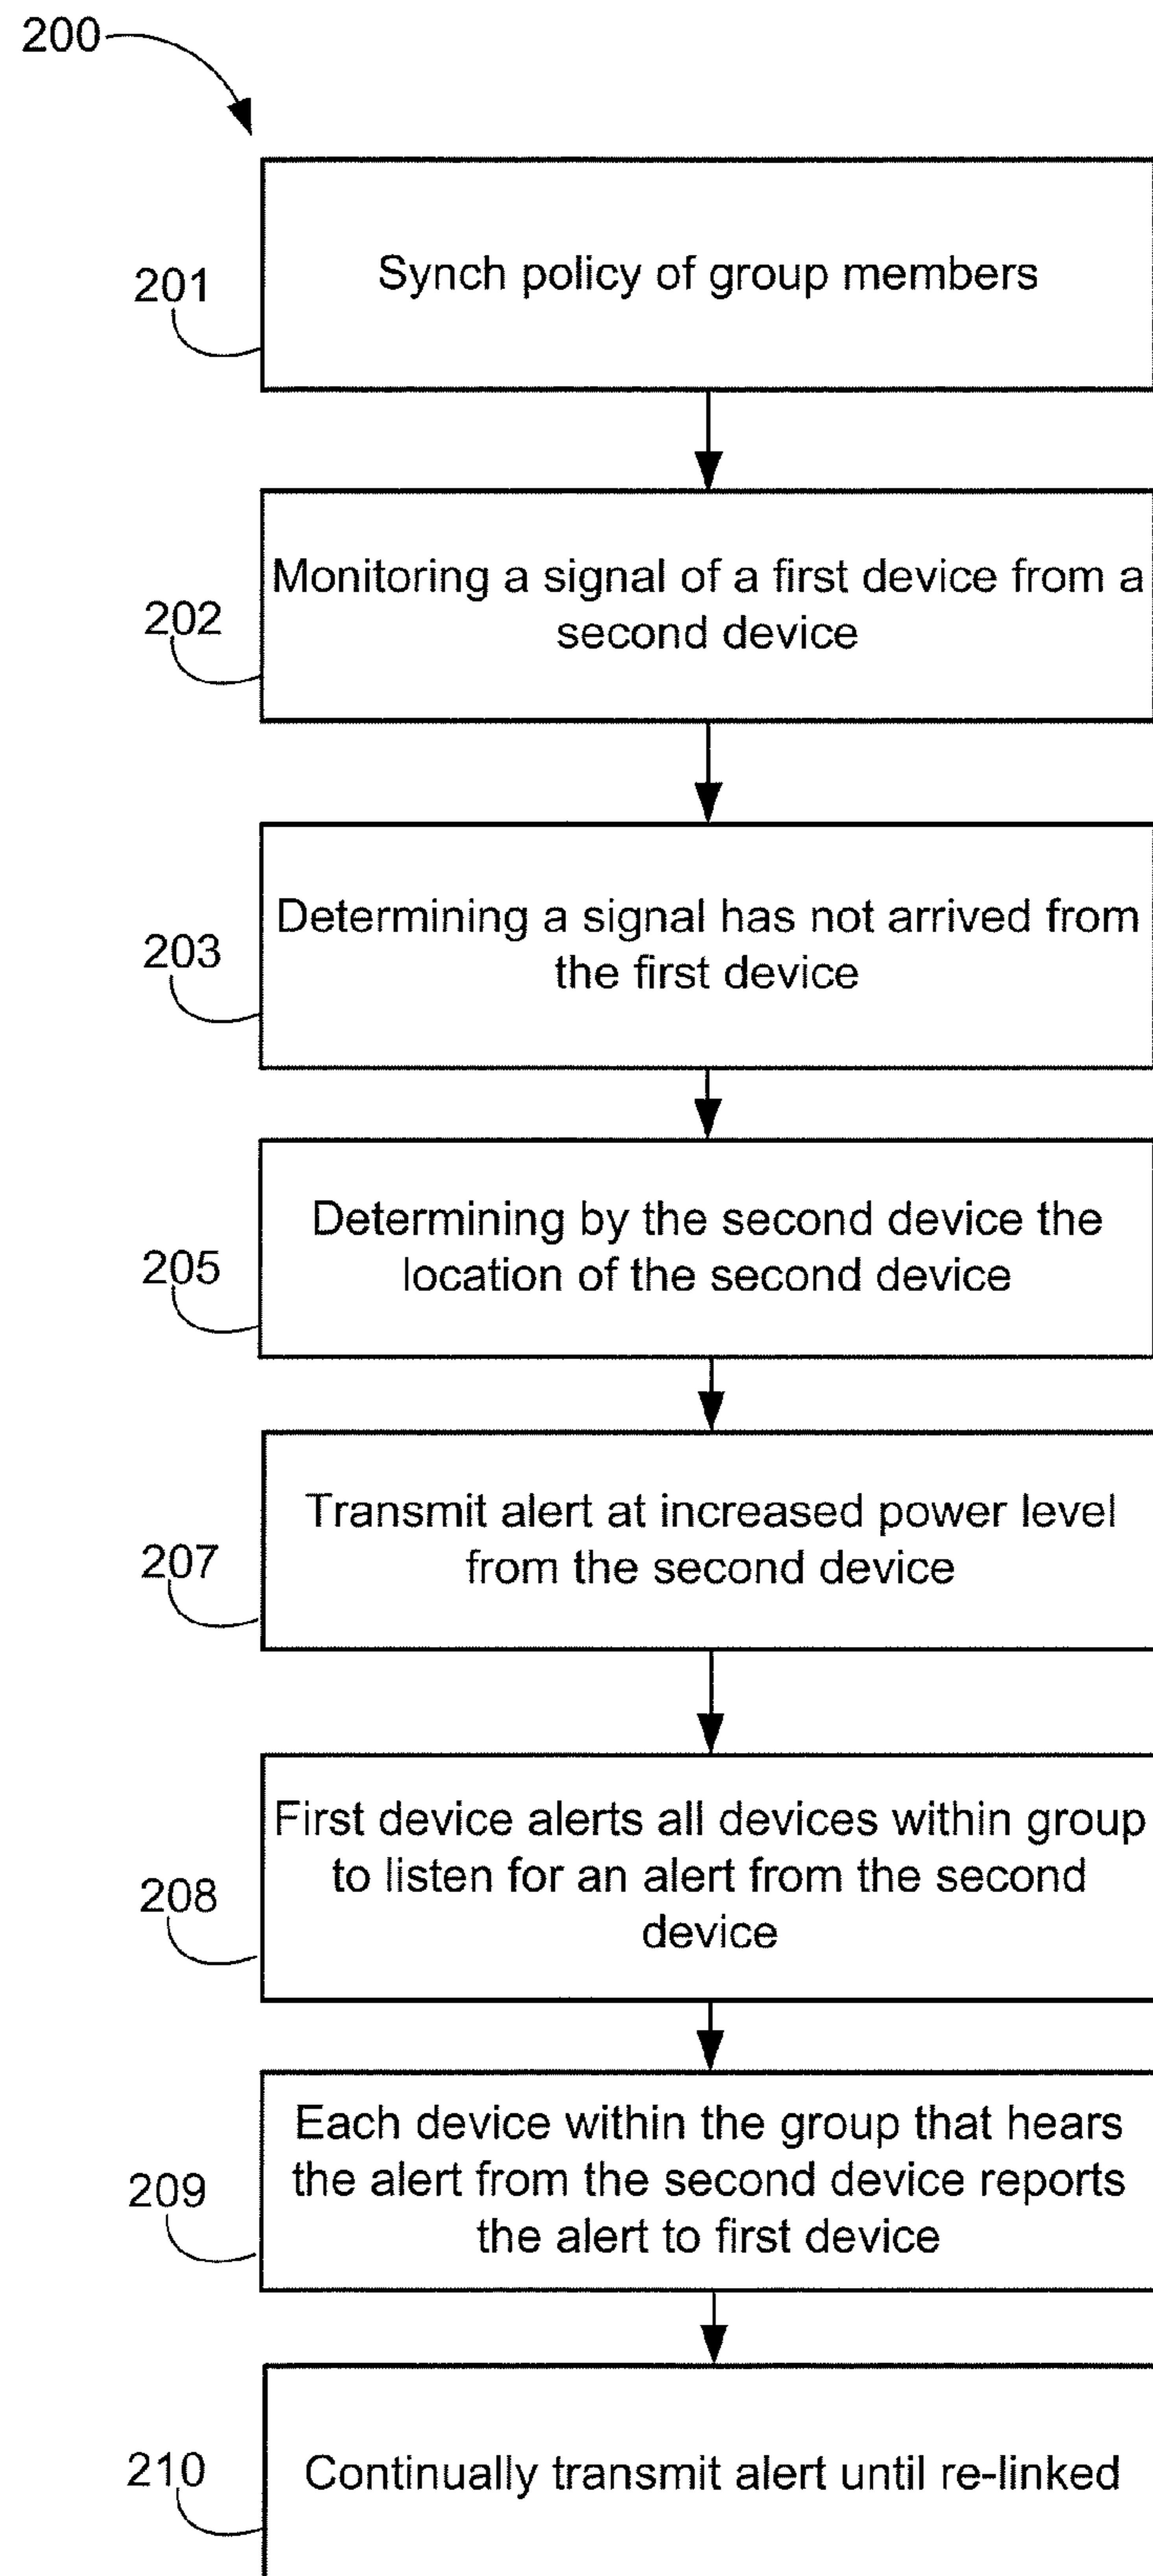 200
201
Synch policy of group members
202
Monitoring a signal of a first device from a
second device
203
Determining a signal has not arrived from
the first device
205
Determining by the second device the
location of the second device
207
Transmit alert at increased power level
from the second device
208
First device alerts all devices within group
to listen for an alert from the second
device
209
Each device within the group that hears
the alert from the second device reports
the alert to first device
210
Continually transmit alert until re-linked